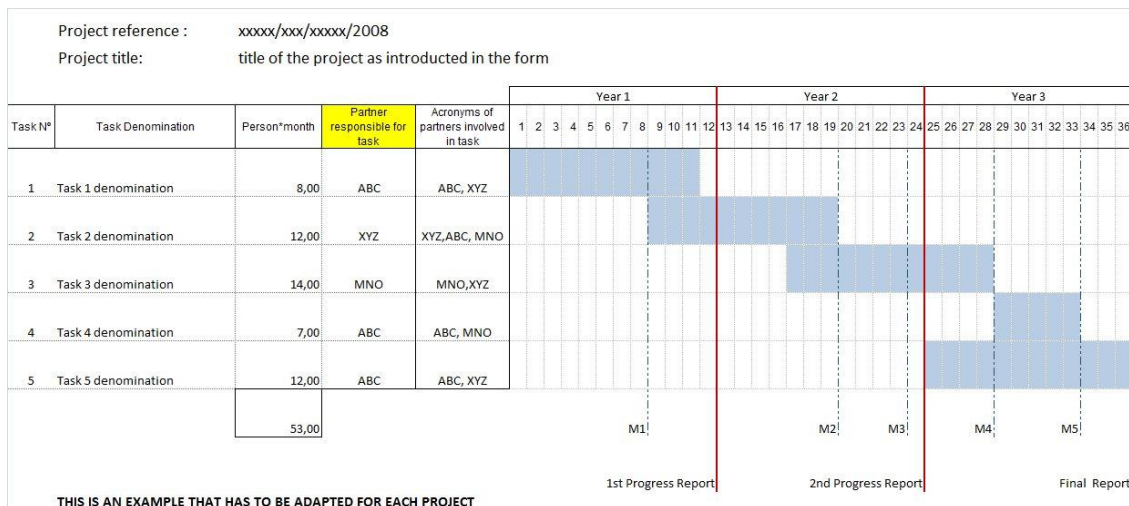 Project reference : xxxxx/xxx/xxxxx/2008
Project title: title of the project as introducted in the form
Year 1 Year 2 Year 3
Task Nº Task Denomination Person*month Partner responsible for task Acronyms of partners involved in task 1 2 3 4 5 6 7 8 9 10 11 12 13 14 15 16 17 18 19 20 21 22 23 24 25 26 27 28 29 30 31 32 33 34 35 36
1 Task 1 denomination 8,00 ABC ABC, XYZ
2 Task 2 denomination 12,00 XYZ XYZ,ABC, MNO
3 Task 3 denomination 14,00 MNO MNO,XYZ
4 Task 4 denomination 7,00 ABC ABC, MNO
5 Task 5 denomination 12,00 ABC ABC, XYZ
53,00 M1 M2 M3 M4 M5
1st Progress Report 2nd Progress Report Final Report
THIS IS AN EXAMPLE THAT HAS TO BE ADAPTED FOR EACH PROJECT